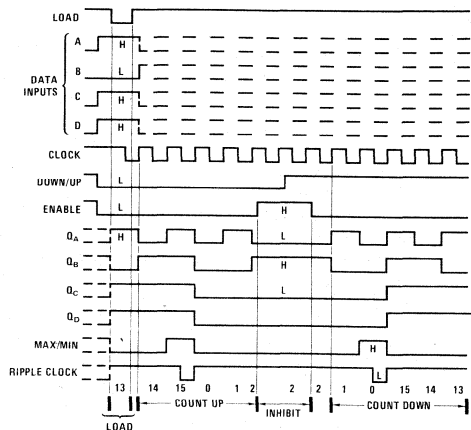 LOAD
A H
B L
DATA INPUTS
C H
D H
CLOCK
DOWN/UP L
ENABLE L H
QA H L
QB H
QC L
QD
MAX/MIN H
RIPPLE CLOCK L
13 14 15 0 1 2 2 2 1 0 15 14 13
COUNT UP INHIBIT COUNT DOWN
LOAD